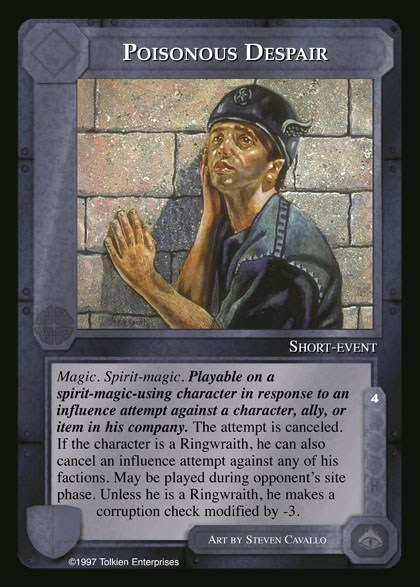 Poisonous Despair
Short-event
Magic. Spirit-magic. Playable on a
spirit-magic-using character in response to an
influence attempt against a character, ally, or
item in his company. The attempt is canceled.
If the character is a Ringwraith, he can also
cancel an influence attempt against any of his
factions. May be played during opponent's site
phase. Unless he is a Ringwraith, he makes a
corruption check modified by -3.
4
H
Art by Steven Cavallo
©1997 Tolkien Enterprises